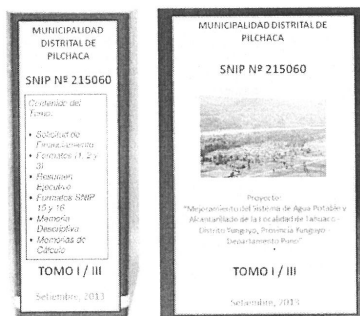 MUNICIPALIDAD
DISTRITAL DE
PILCHACA
SNIP Nº 215060
Contenido del
Tomo:
• Solicitud de
Financiamiento
• Formatos (1, 2 y
3)
• Resumen
Ejecutivo
• Formatos SNIP
15 y 16
• Memoria
Descriptiva
• Memorias de
Cálculo
TOMO I / III
Setiembre, 2013
MUNICIPALIDAD DISTRITAL DE
PILCHACA
SNIP Nº 215060
Proyecto:
"Mejoramiento del Sistema de Agua Potable y
Alcantarillado de la Localidad de
Distrito Yunguyo, Provincia Yunguyo -
Departamento Puno"
TOMO I / III
Setiembre, 2013